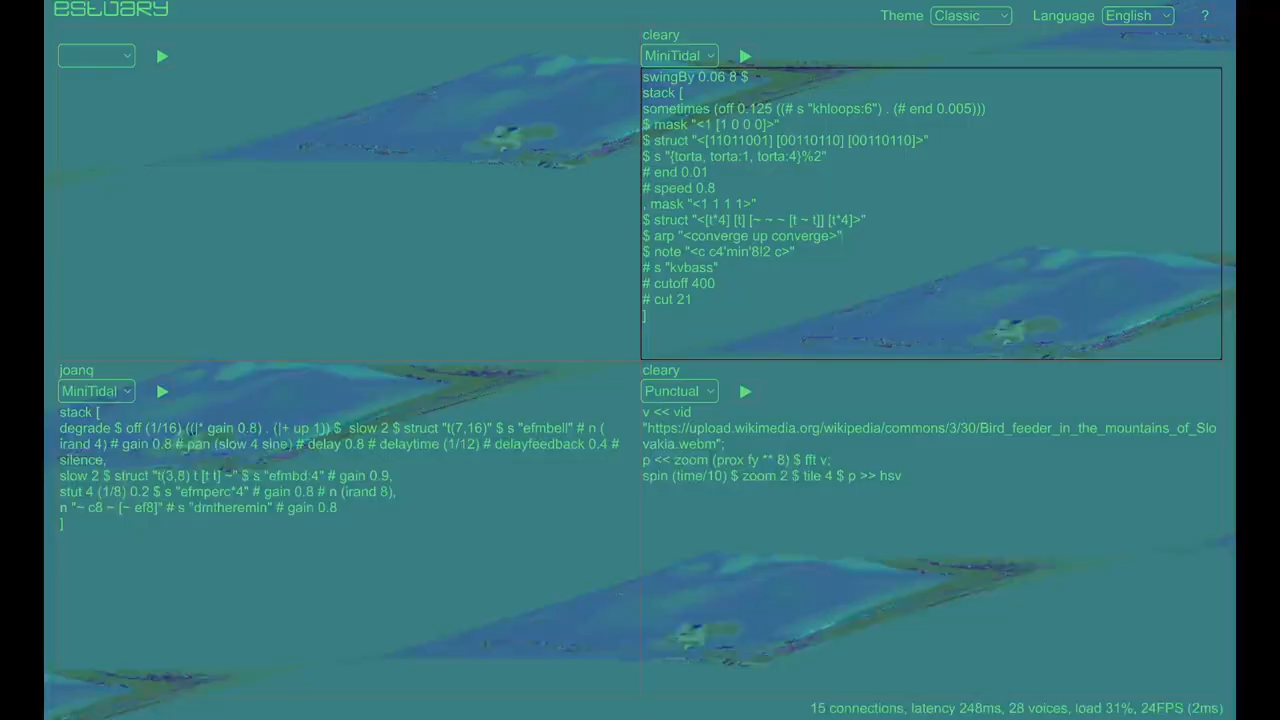 estuary
Theme Classic Language English ?
cleary
MiniTidal
swingBy 0.06 8 $
stack [
sometimes (off 0.125 ((# s "khloops:6") . (# end 0.005)))
$ mask "<1 [1 0 0 0]>"
$ struct "<[11011001] [00110110] [00110110]>"
$ s "{torta, torta:1, torta:4}%2"
# end 0.01
# speed 0.8
, mask "<1 1 1 1>"
$ struct "<[t*4] [t] [~ ~ ~ [t ~ t]] [t*4]>"
$ arp "<converge up converge>"
$ note "<c c4'min'8!2 c>"
# s "kvbass"
# cutoff 400
# cut 21
]
joanq
MiniTidal
stack [
degrade $ off (1/16) ((|* gain 0.8) . (|+ up 1)) $  slow 2 $ struct "t(7,16)" $ s "efmbell" # n (
irand 4) # gain 0.8 # pan (slow 4 sine) # delay 0.8 # delaytime (1/12) # delayfeedback 0.4 #
silence,
slow 2 $ struct "t(3,8) t [t t] ~" $ s "efmbd:4" # gain 0.9,
stut 4 (1/8) 0.2 $ s "efmperc*4" # gain 0.8 # n (irand 8),
n "~ c8 ~ [~ ef8]" # s "dmtheremin" # gain 0.8
]
cleary
Punctual
v << vid
"https://upload.wikimedia.org/wikipedia/commons/3/30/Bird_feeder_in_the_mountains_of_Slo
vakia.webm";
p << zoom (prox fy ** 8) $ fft v;
spin (time/10) $ zoom 2 $ tile 4 $ p >> hsv
15 connections, latency 248ms, 28 voices, load 31%, 24FPS (2ms)